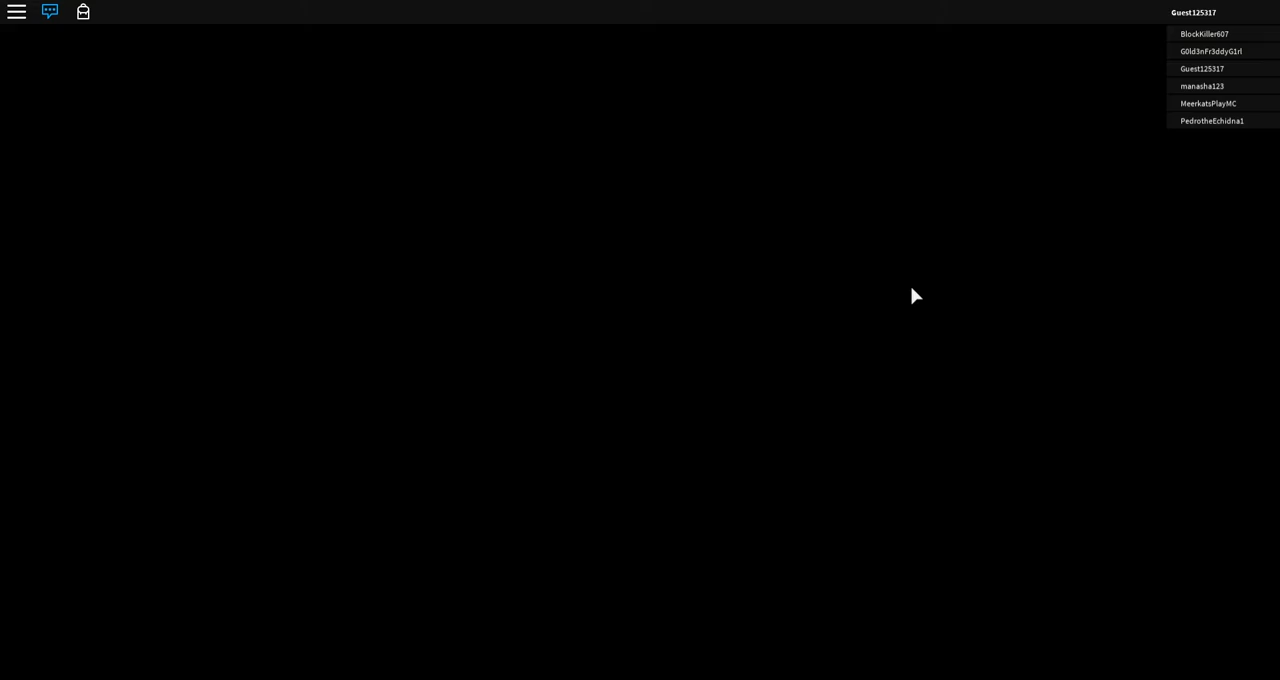 Guest125317
BlockKiller607
G0ld3nFr3ddyG1rl
Guest125317
manasha123
MeerkatsPlayMC
PedrotheEchidna1